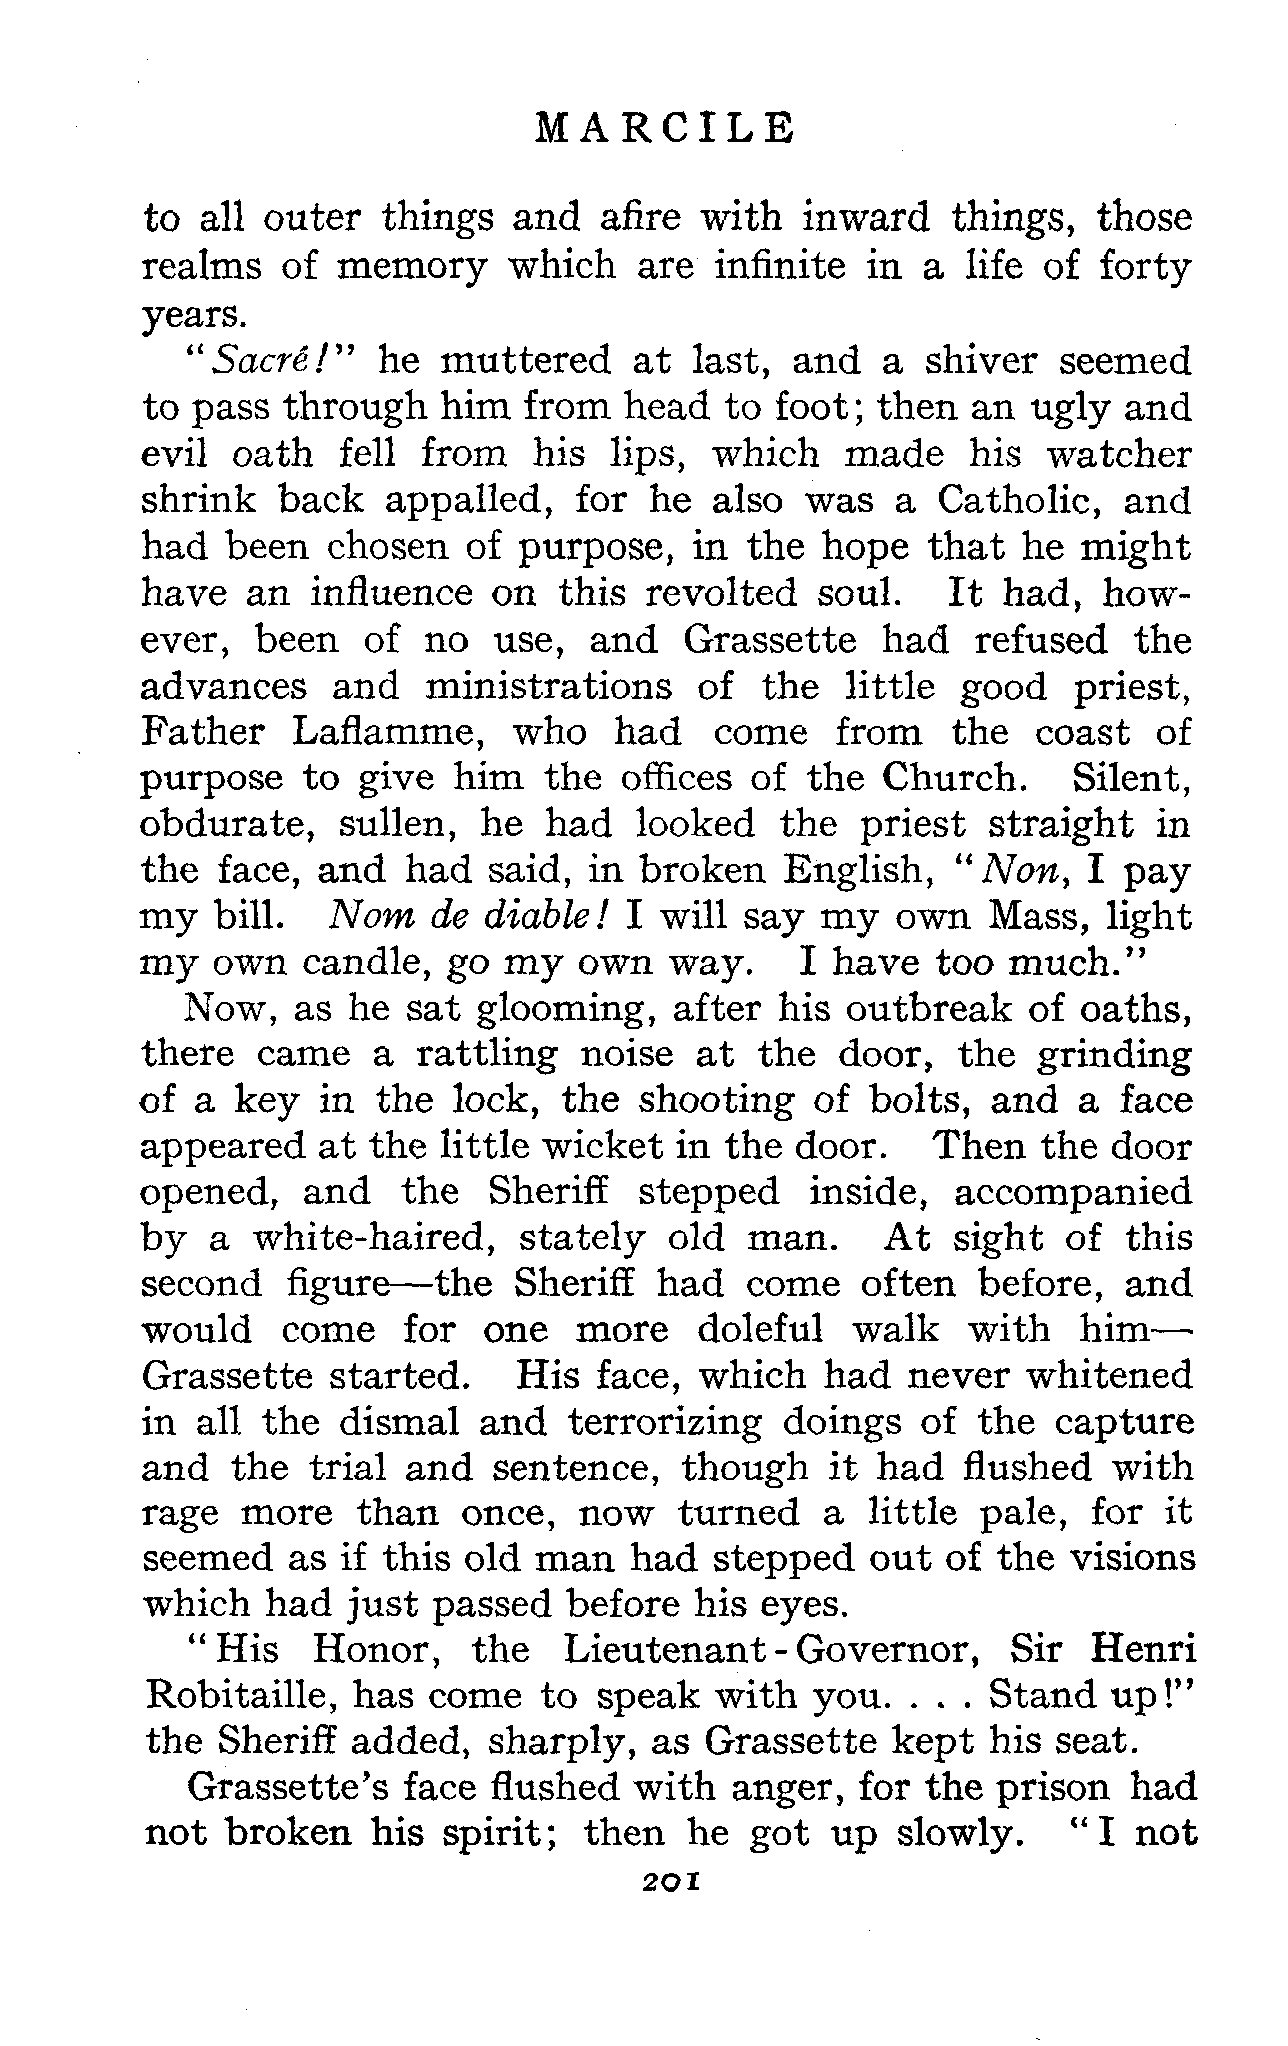 MARCILE
to all outer things and afire with inward things, those
realms of memory which are infinite in a life of forty
years.
"Sacré!" he muttered at last, and a shiver seemed
to pass through him from head to foot; then an ugly and
evil oath fell from his lips, which made his watcher
shrink back appalled, for he also was a Catholic, and
had been chosen of purpose, in the hope that he might
have an influence on this revolted soul. It had, how-
ever, been of no use, and Grassette had refused the
advances and ministrations of the little good priest,
Father Laflamme, who had come from the coast of
purpose to give him the offices of the Church. Silent,
obdurate, sullen, he had looked the priest straight in
the face, and had said, in broken English, "Non, I pay
my bill. Nom de diable! I will say my own Mass, light
my own candle, go my own way. I have too much."
Now, as he sat glooming, after his outbreak of oaths,
there came a rattling noise at the door, the grinding
of a key in the lock, the shooting of bolts, and a face
appeared at the little wicket in the door. Then the door
opened, and the Sheriff stepped inside, accompanied
by a white-haired, stately old man. At sight of this
second figure—the Sheriff had come often before, and
would come for one more doleful walk with him—
Grassette started. His face, which had never whitened
in all the dismal and terrorizing doings of the capture
and the trial and sentence, though it had flushed with
rage more than once, now turned a little pale, for it
seemed as if this old man had stepped out of the visions
which had just passed before his eyes.
"His Honor, the Lieutenant-Governor, Sir Henri
Robitaille, has come to speak with you. . . . Stand up!"
the Sheriff added, sharply, as Grassette kept his seat.
Grassette's face flushed with anger, for the prison had
not broken his spirit; then he got up slowly. "I not
201